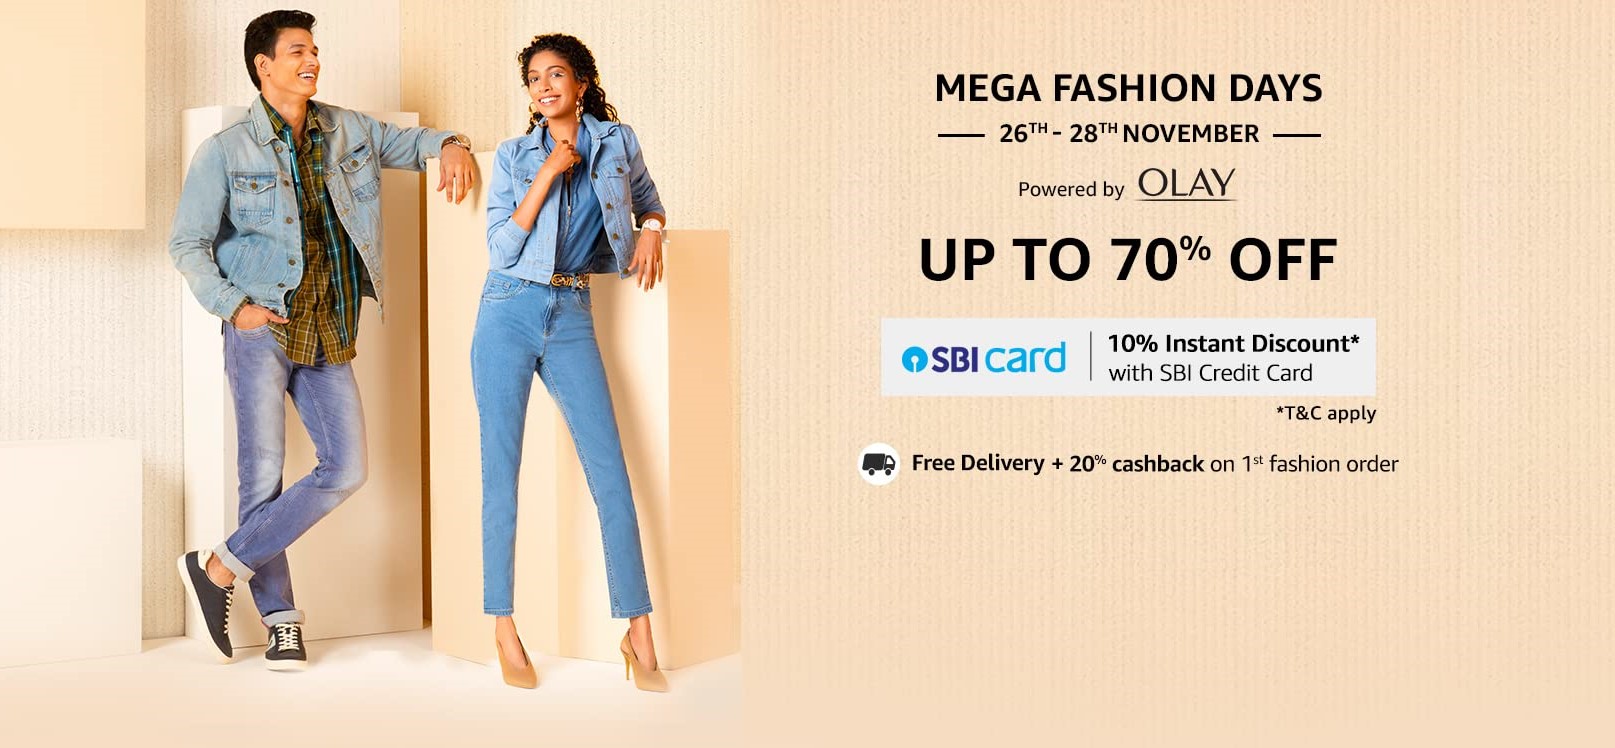 MEGA FASHION DAYS
26TH - 28TH NOVEMBER
Powered by OLAY
UP TO 70% OFF
SBI card
10% Instant Discount*
with SBI Credit Card
*T&C apply
Free Delivery + 20% cashback on 1st fashion order